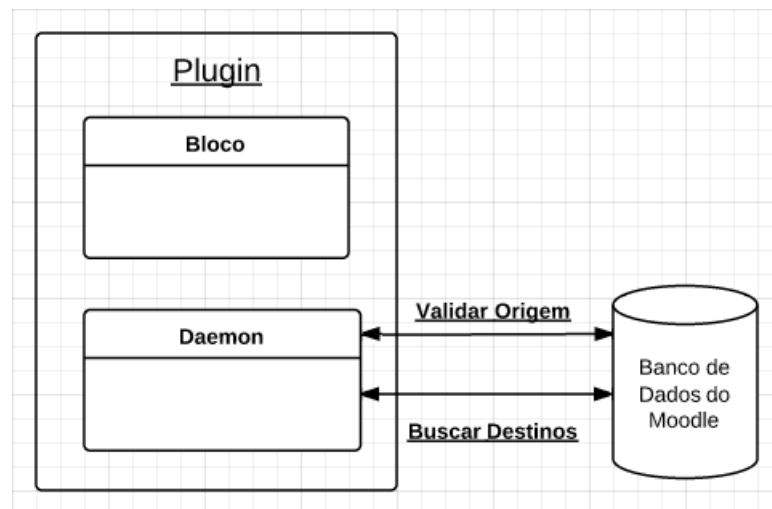 Plugin
Bloco
Daemon
Validar Origem
Buscar Destinos
Banco de
Dados do
Moodle